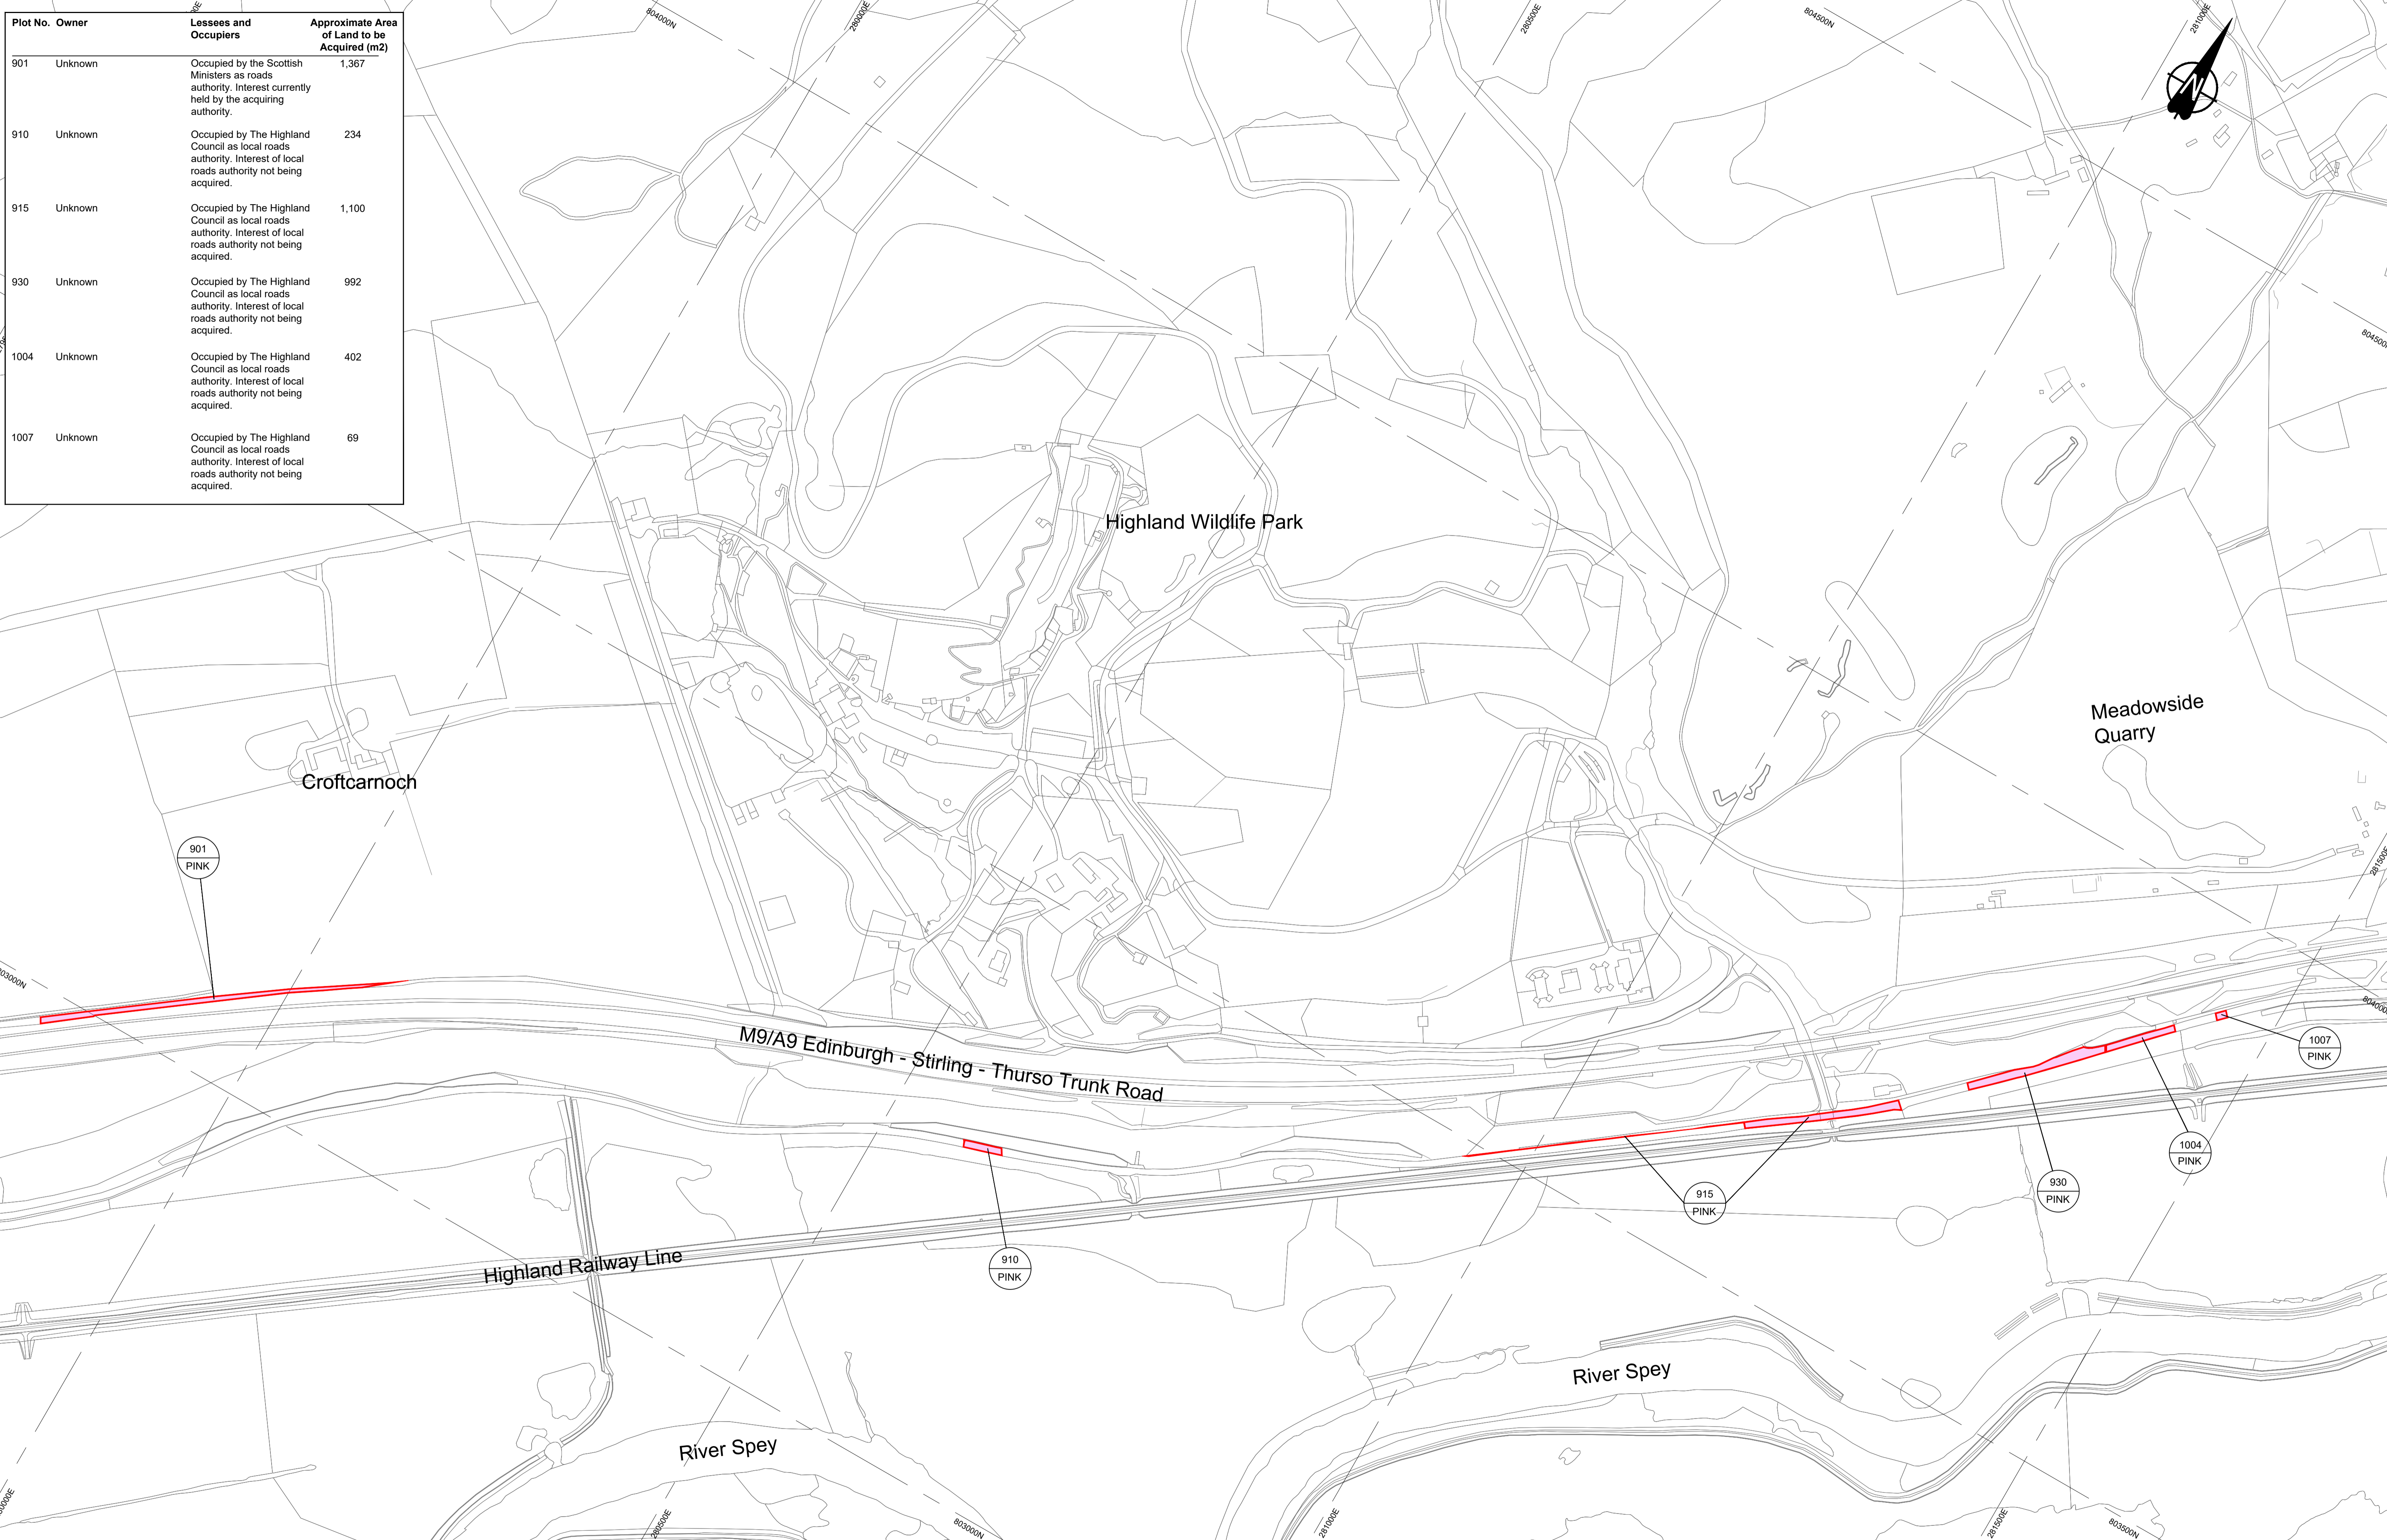 Plot No. Owner Lessees and Approximate Area
Occupiers of Land to be
Acquired (m2)
901 Unknown Occupied by the Scottish 1,367
Ministers as roads
authority. Interest currently
held by the acquiring
authority.
910 Unknown Occupied by The Highland 234
Council as local roads
authority. Interest of local
roads authority not being
acquired.
915 Unknown Occupied by The Highland 1,100
Council as local roads
authority. Interest of local
roads authority not being
acquired.
930 Unknown Occupied by The Highland 992
Council as local roads
authority. Interest of local
roads authority not being
acquired.
1004 Unknown Occupied by The Highland 402
Council as local roads
authority. Interest of local
roads authority not being
acquired.
1007 Unknown Occupied by The Highland 69
Council as local roads
authority. Interest of local
roads authority not being
acquired.
804000N
280000E
280500E
804500N
281000E
N
804500N
Highland Wildlife Park
Meadowside
Quarry
Croftcarnoch
901
PINK
281500E
803000N
804000N
M9/A9 Edinburgh - Stirling - Thurso Trunk Road
1007
PINK
1004
PINK
930
PINK
915
PINK
910
PINK
Highland Railway Line
River Spey
River Spey
280500E
803000N
281000E
281500E
803500N